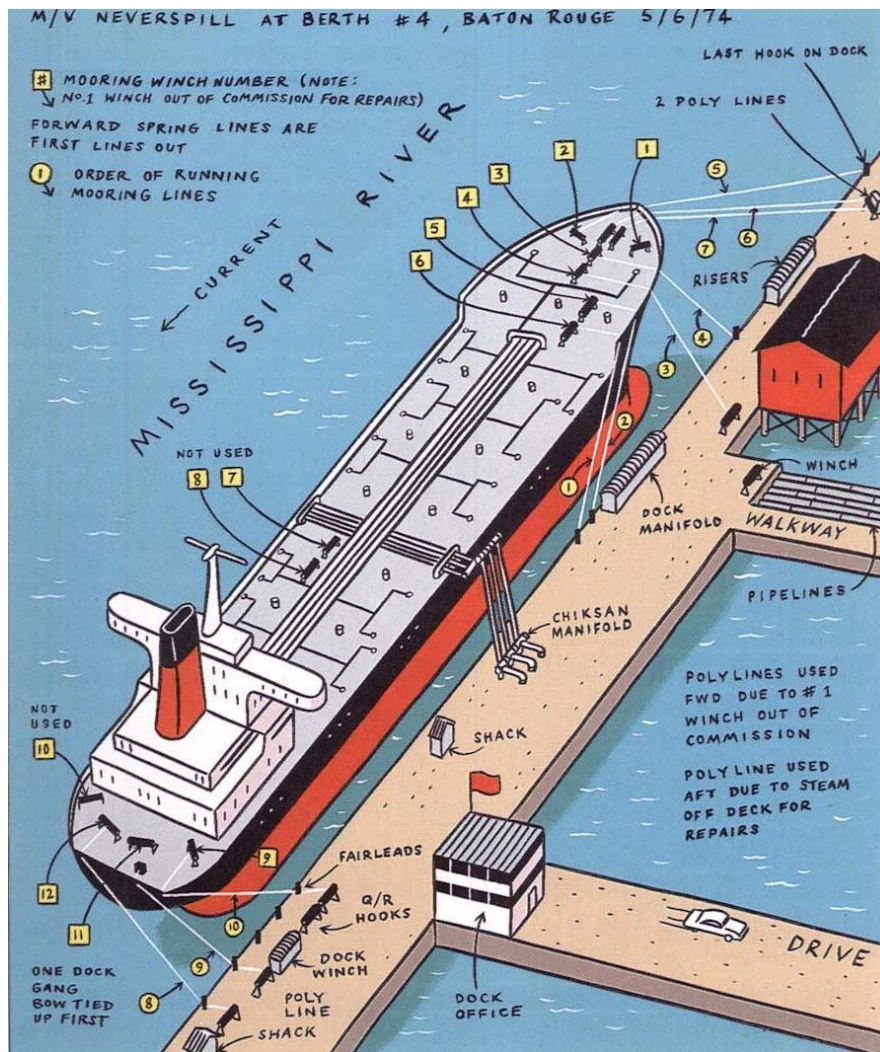 M/V NEVERSPILL AT BERTH #4, BATON ROUGE 5/6/74
# MOORING WINCH NUMBER (NOTE:
NO.1 WINCH OUT OF COMMISSION FOR REPAIRS)
FORWARD SPRING LINES ARE
FIRST LINES OUT
1 ORDER OF RUNNING
MOORING LINES
LAST HOOK ON DOCK
2 POLY LINES
2
1
3
4
5
6
5
6
7
RISERS
CURRENT
MISSISSIPPI RIVER
4
3
2
1
NOT USED
8
7
WINCH
DOCK
MANIFOLD
WALKWAY
PIPELINES
CHIKSAN
MANIFOLD
POLYLINES USED
FWD DUE TO #1
WINCH OUT OF
COMMISSION
POLYLINE USED
AFT DUE TO STEAM
OFF DECK FOR
REPAIRS
NOT
USED
10
SHACK
12
11
9
FAIRLEADS
Q/R
HOOKS
10
9
8
DOCK
WINCH
POLY
LINE
SHACK
DOCK
OFFICE
DRIVE
ONE DOCK
GANG
BOW TIED
UP FIRST